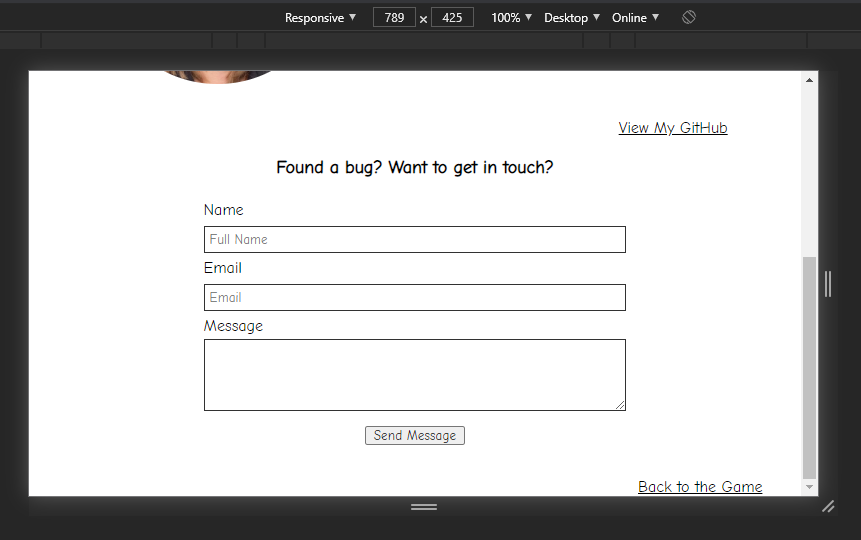 Responsive ▼ 789 × 425 100% ▼ Desktop ▼ Online ▼
View My GitHub
Found a bug? Want to get in touch?
Name
Full Name
Email
Email
Message
Send Message
Back to the Game